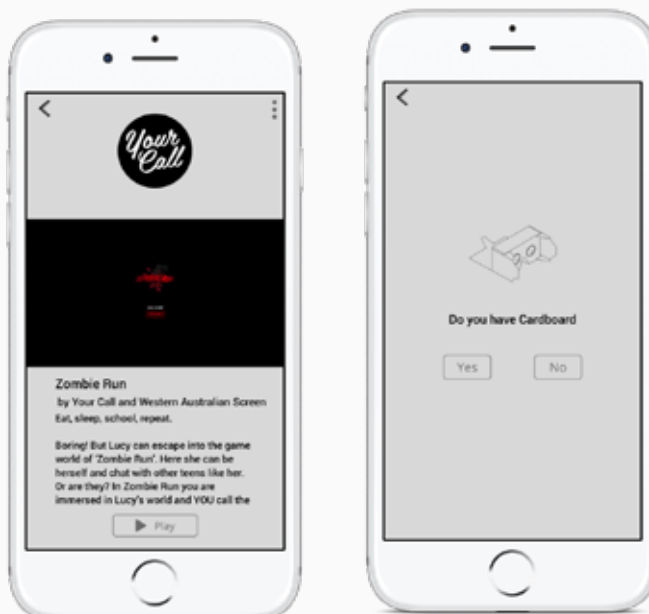 Your
Call
Zombie Run
by Your Call and Western Australian Screen
Eat, sleep, school, repeat.
Boring! But Lucy can escape into the game
world of 'Zombie Run'. Here she can be
herself and chat with other teens like her.
Or are they? In Zombie Run you are
immersed in Lucy's world and YOU call the
Play
Do you have Cardboard
Yes
No